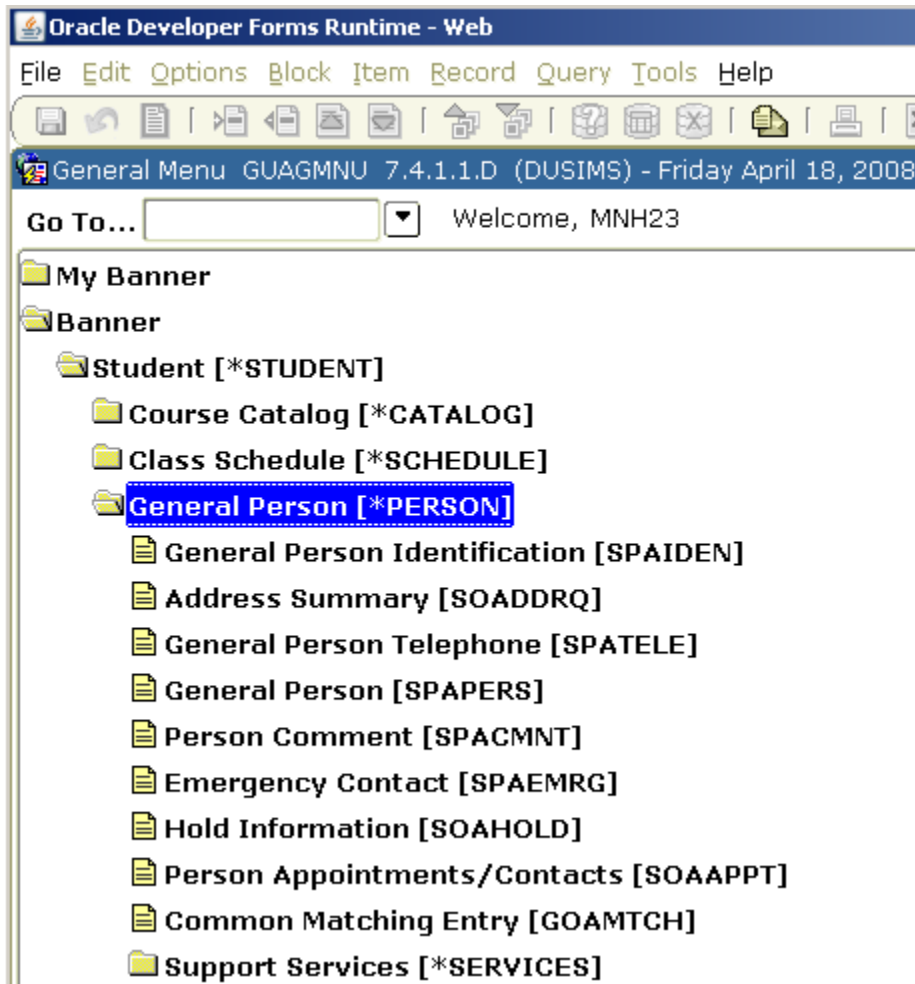 Oracle Developer Forms Runtime - Web
File Edit Options Block Item Record Query Tools Help
General Menu GUAGMNU 7.4.1.1.D (DUSIMS) - Friday April 18, 2008
Go To... Welcome, MNH23
My Banner
Banner
Student [*STUDENT]
Course Catalog [*CATALOG]
Class Schedule [*SCHEDULE]
General Person [*PERSON]
General Person Identification [SPAIDEN]
Address Summary [SOADDRQ]
General Person Telephone [SPATELE]
General Person [SPAPERS]
Person Comment [SPACMNT]
Emergency Contact [SPAEMRG]
Hold Information [SOAHOLD]
Person Appointments/Contacts [SOAAPPT]
Common Matching Entry [GOAMTCH]
Support Services [*SERVICES]